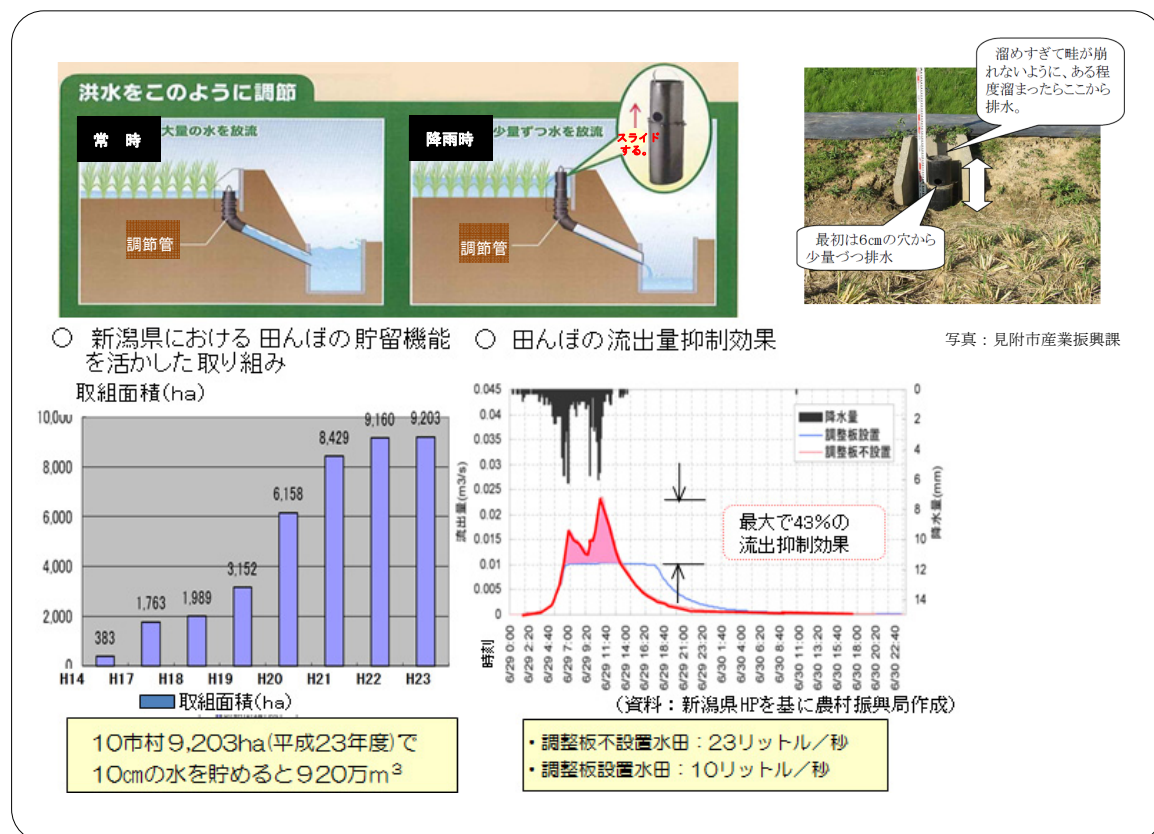 洪水をこのように調節
常 時
大量の水を放流
調節管
降雨時
少量ずつ水を放流
スライド
する。
調節管
溜めすぎて畦が崩
れないように、ある程
度溜まったらここから
排水。
最初は6㎝の穴から
少量づつ排水
写真：見附市産業振興課
○ 新潟県における 田んぼの貯留機能
を活かした取り組み
取組面積(ha)
10,000
8,000
6,000
4,000
2,000
0
383
1,763
1,989
3,152
6,158
8,429
9,160
9,203
H14
H17
H18
H19
H20
H21
H22
H23
取組面積(ha)
10市村9,203ha(平成23年度)で
10㎝の水を貯めると920万m³
○ 田んぼの流出量抑制効果
流出量(m3/s)
0.045
0.04
0.035
0.03
0.025
0.02
0.015
0.01
0.005
0
降水量
調整板設置
調整板不設置
最大で43%の
流出抑制効果
0
2
4
6
8
10
12
14
降水量(mm)
時刻
6/29 0:00
6/29 2:20
6/29 4:40
6/29 7:00
6/29 9:20
6/29 11:40
6/29 14:00
6/29 16:20
6/29 18:40
6/29 21:00
6/29 23:20
6/30 1:40
6/30 4:00
6/30 6:20
6/30 8:40
6/30 11:00
6/30 13:20
6/30 15:40
6/30 18:00
6/30 20:20
6/30 22:40
(資料：新潟県HPを基に農村振興局作成)
・調整板不設置水田：23リットル／秒
・調整板設置水田：10リットル／秒